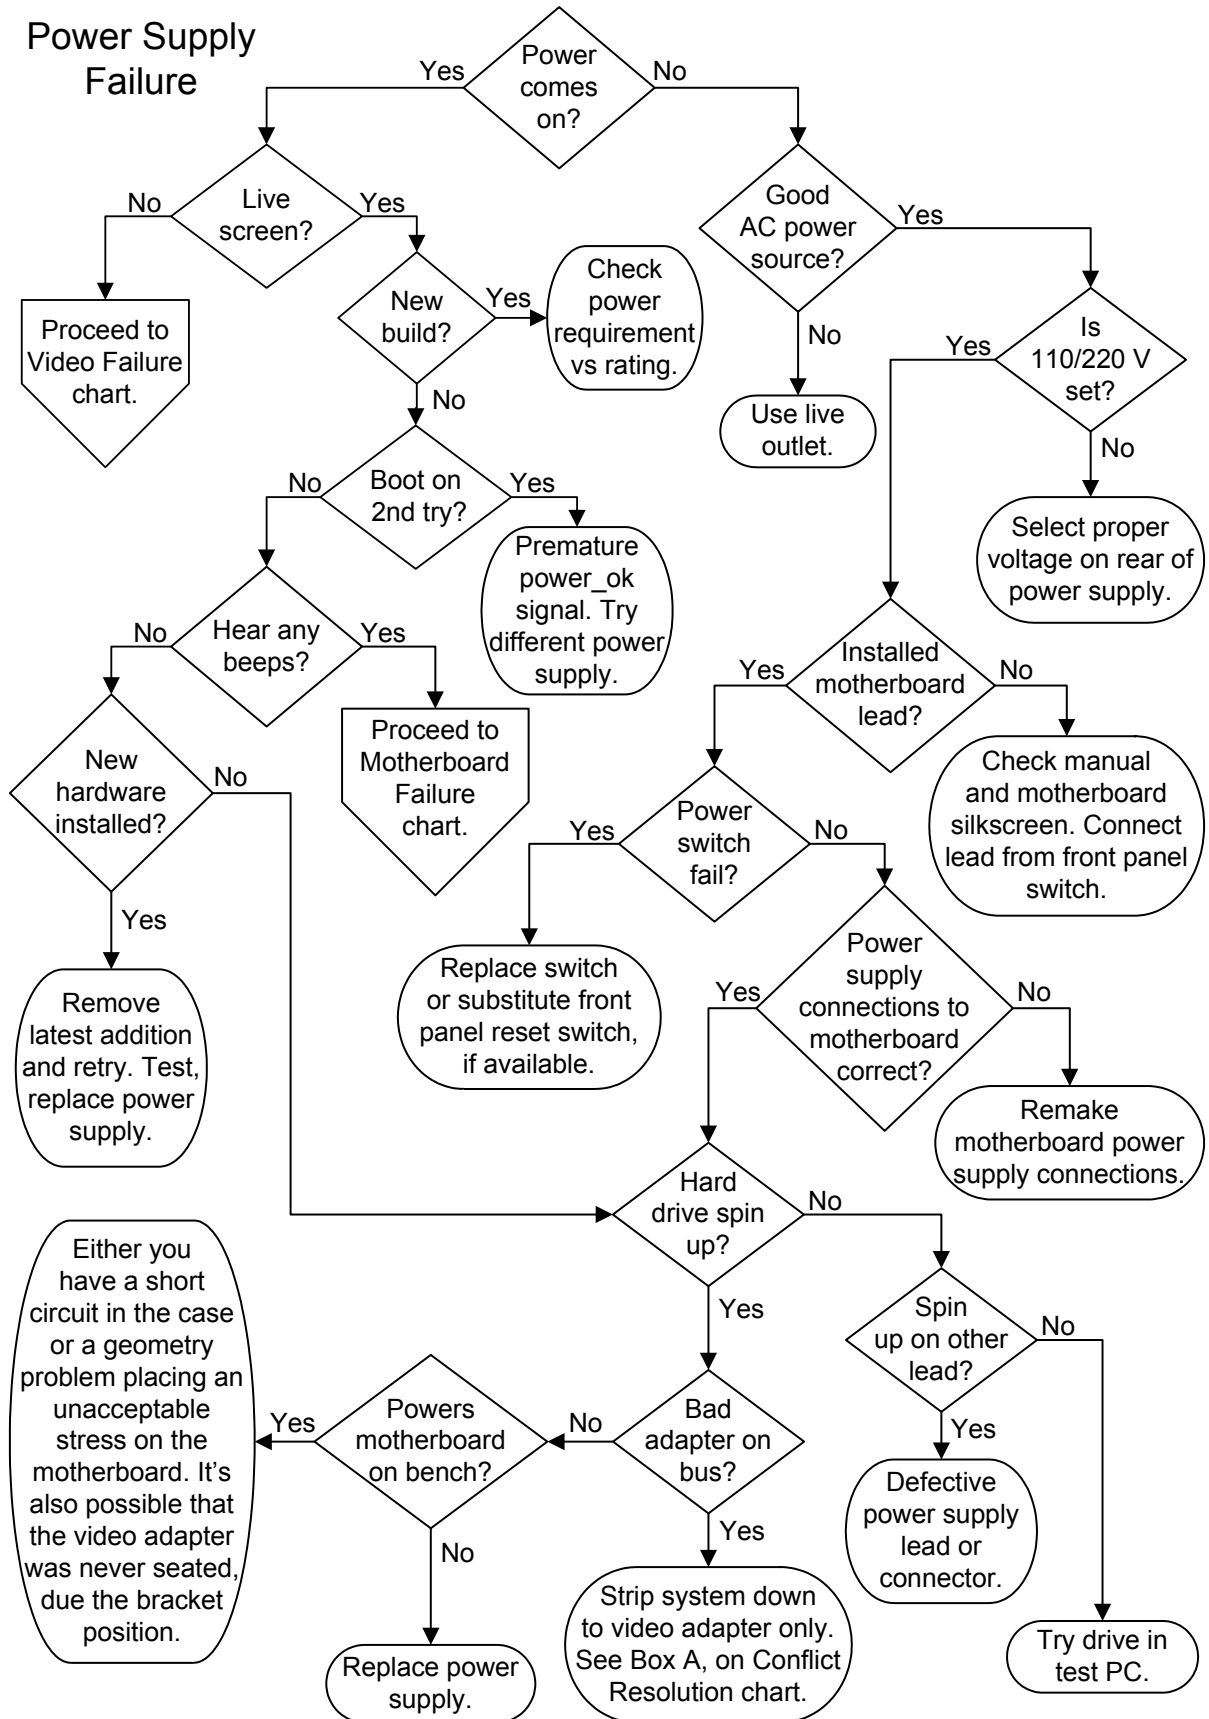 Power Supply
Failure
Power
comes
on?
Yes
No
Live
screen?
No
Yes
Good
AC power
source?
Yes
No
Proceed to
Video Failure
chart.
New
build?
Yes
No
Check
power
requirement
vs rating.
Use live
outlet.
Is
110/220 V
set?
Yes
No
Boot on
2nd try?
No
Yes
Premature
power_ok
signal. Try
different power
supply.
Select proper
voltage on rear of
power supply.
Hear any
beeps?
No
Yes
Installed
motherboard
lead?
Yes
No
Proceed to
Motherboard
Failure
chart.
New
hardware
installed?
No
Yes
Power
switch
fail?
Yes
No
Check manual
and motherboard
silkscreen. Connect
lead from front panel
switch.
Remove
latest addition
and retry. Test,
replace power
supply.
Replace switch
or substitute front
panel reset switch,
if available.
Power
supply
connections to
motherboard
correct?
Yes
No
Remake
motherboard power
supply connections.
Hard
drive spin
up?
No
Yes
Either you
have a short
circuit in the case
or a geometry
problem placing an
unacceptable
stress on the
motherboard. It's
also possible that
the video adapter
was never seated,
due the bracket
position.
Spin
up on other
lead?
No
Yes
Powers
motherboard
on bench?
Yes
No
Bad
adapter on
bus?
No
Yes
Defective
power supply
lead or
connector.
Replace power
supply.
Strip system down
to video adapter only.
See Box A, on Conflict
Resolution chart.
Try drive in
test PC.